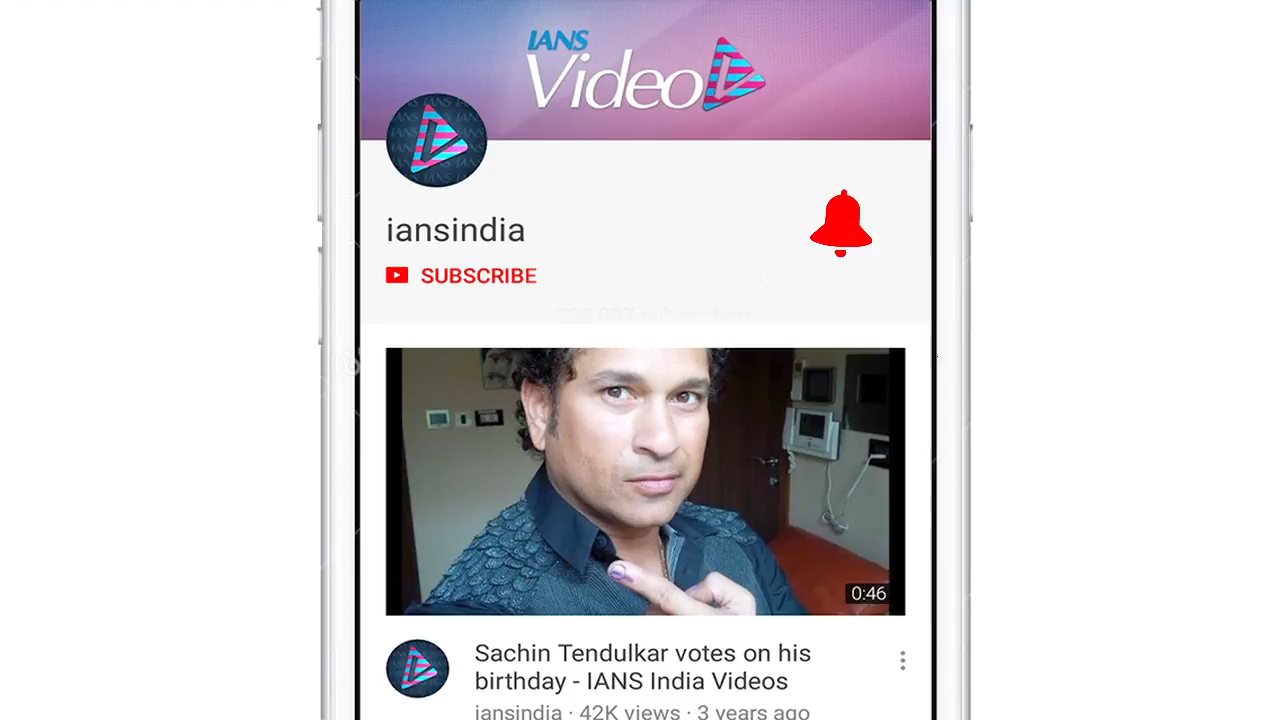 IANS
Video
iansindia
SUBSCRIBE
0:46
Sachin Tendulkar votes on his
birthday - IANS India Videos
iansindia · 42K views · 3 years ago